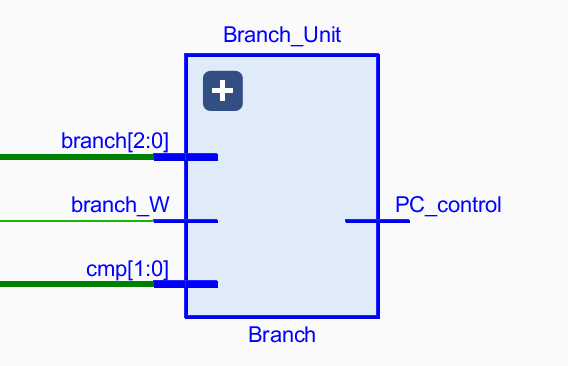 Branch_Unit
branch[2:0]
branch_W
PC_control
cmp[1:0]
Branch